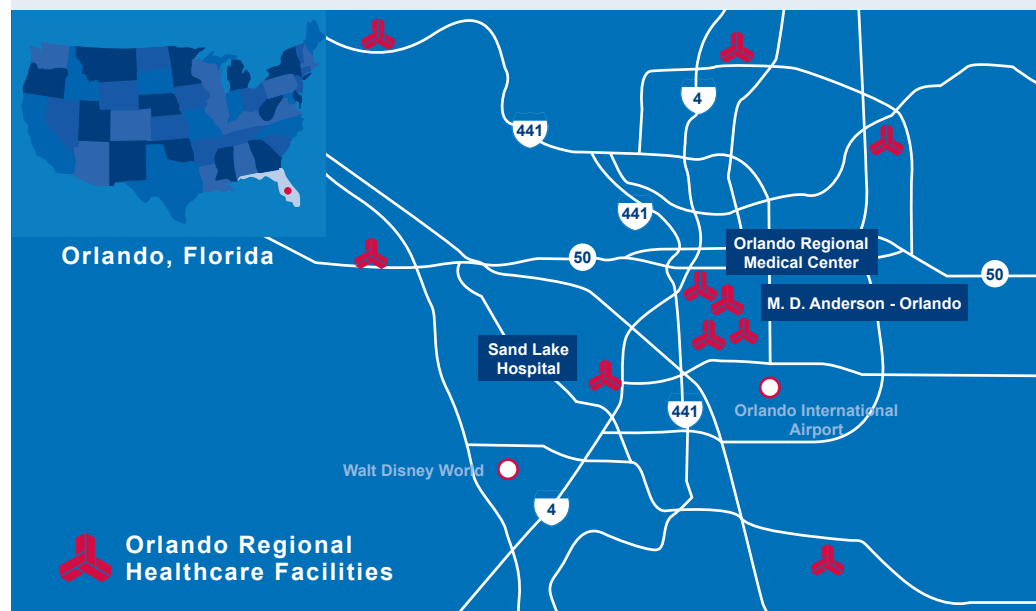 4
441
441
Orlando Regional
Medical Center
Orlando, Florida
50
50
M. D. Anderson - Orlando
Sand Lake
Hospital
441
Orlando International
Airport
Walt Disney World
4
Orlando Regional
Healthcare Facilities